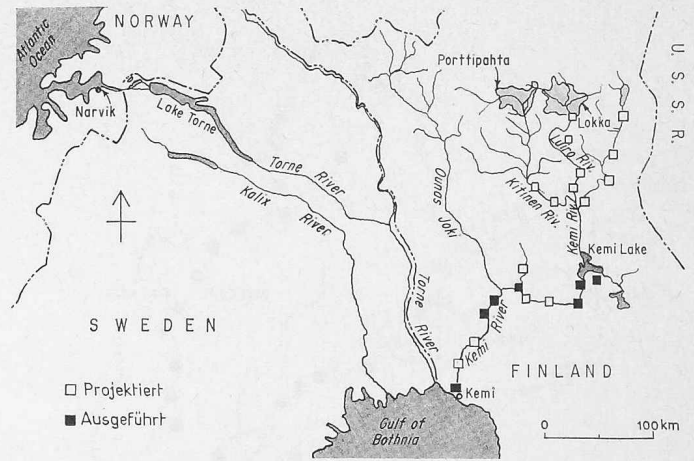 NORWAY
Atlantic
Ocean
Narvik
Lake Torne
Torne River
Kalix
River
Porttipahta
Lokka
Luiro Riv.
Kitinen Riv.
Kemi Riv.
Kemi Lake
Ounas Joki
U.S.S.R.
Torne
River
Kemi River
SWEDEN
FINLAND
□ Projektiert
■ Ausgeführt
Kemi
Gulf of
Bothnia
0 100 km